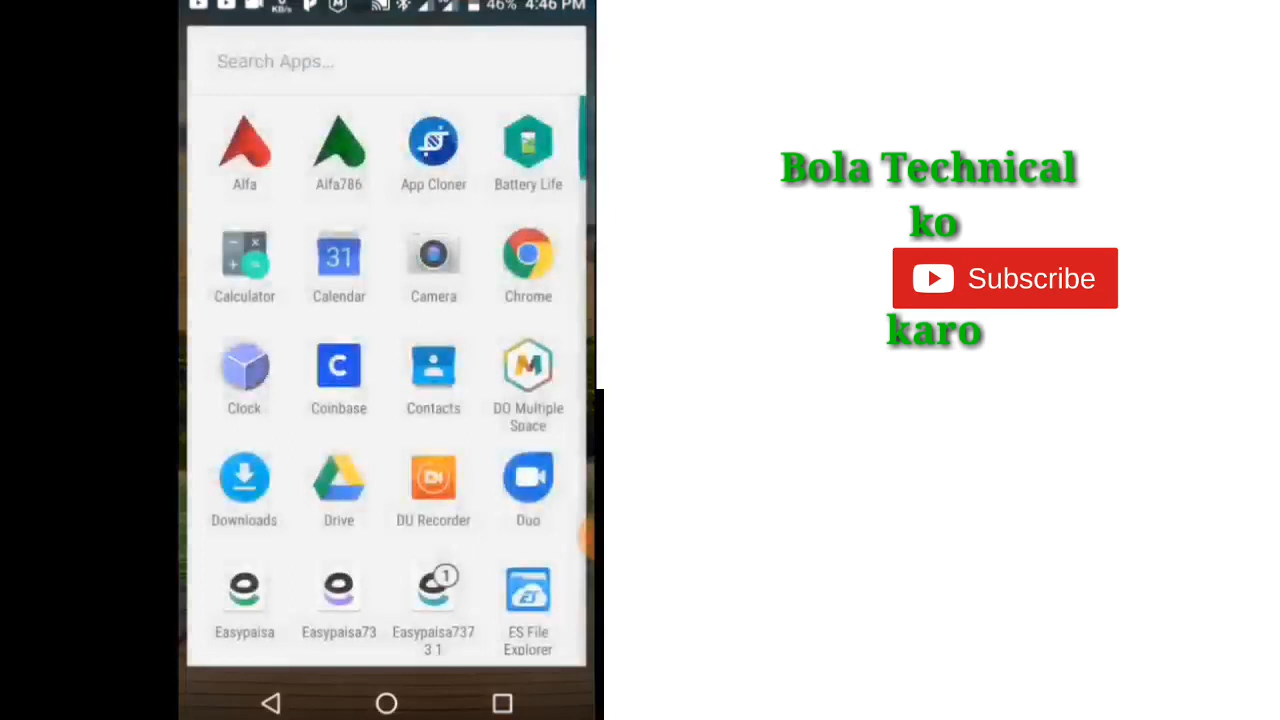 KB/s
46% 4:46 PM
Search Apps...
Alfa
Alfa786
App Cloner
Battery Life
Calculator
31
Calendar
Camera
Chrome
Clock
Coinbase
Contacts
DO Multiple
Space
Downloads
Drive
DU Recorder
Duo
Easypaisa
Easypaisa73
1
Easypaisa737
3 1
ES File
Explorer
Bola Technical
ko
Subscribe
karo